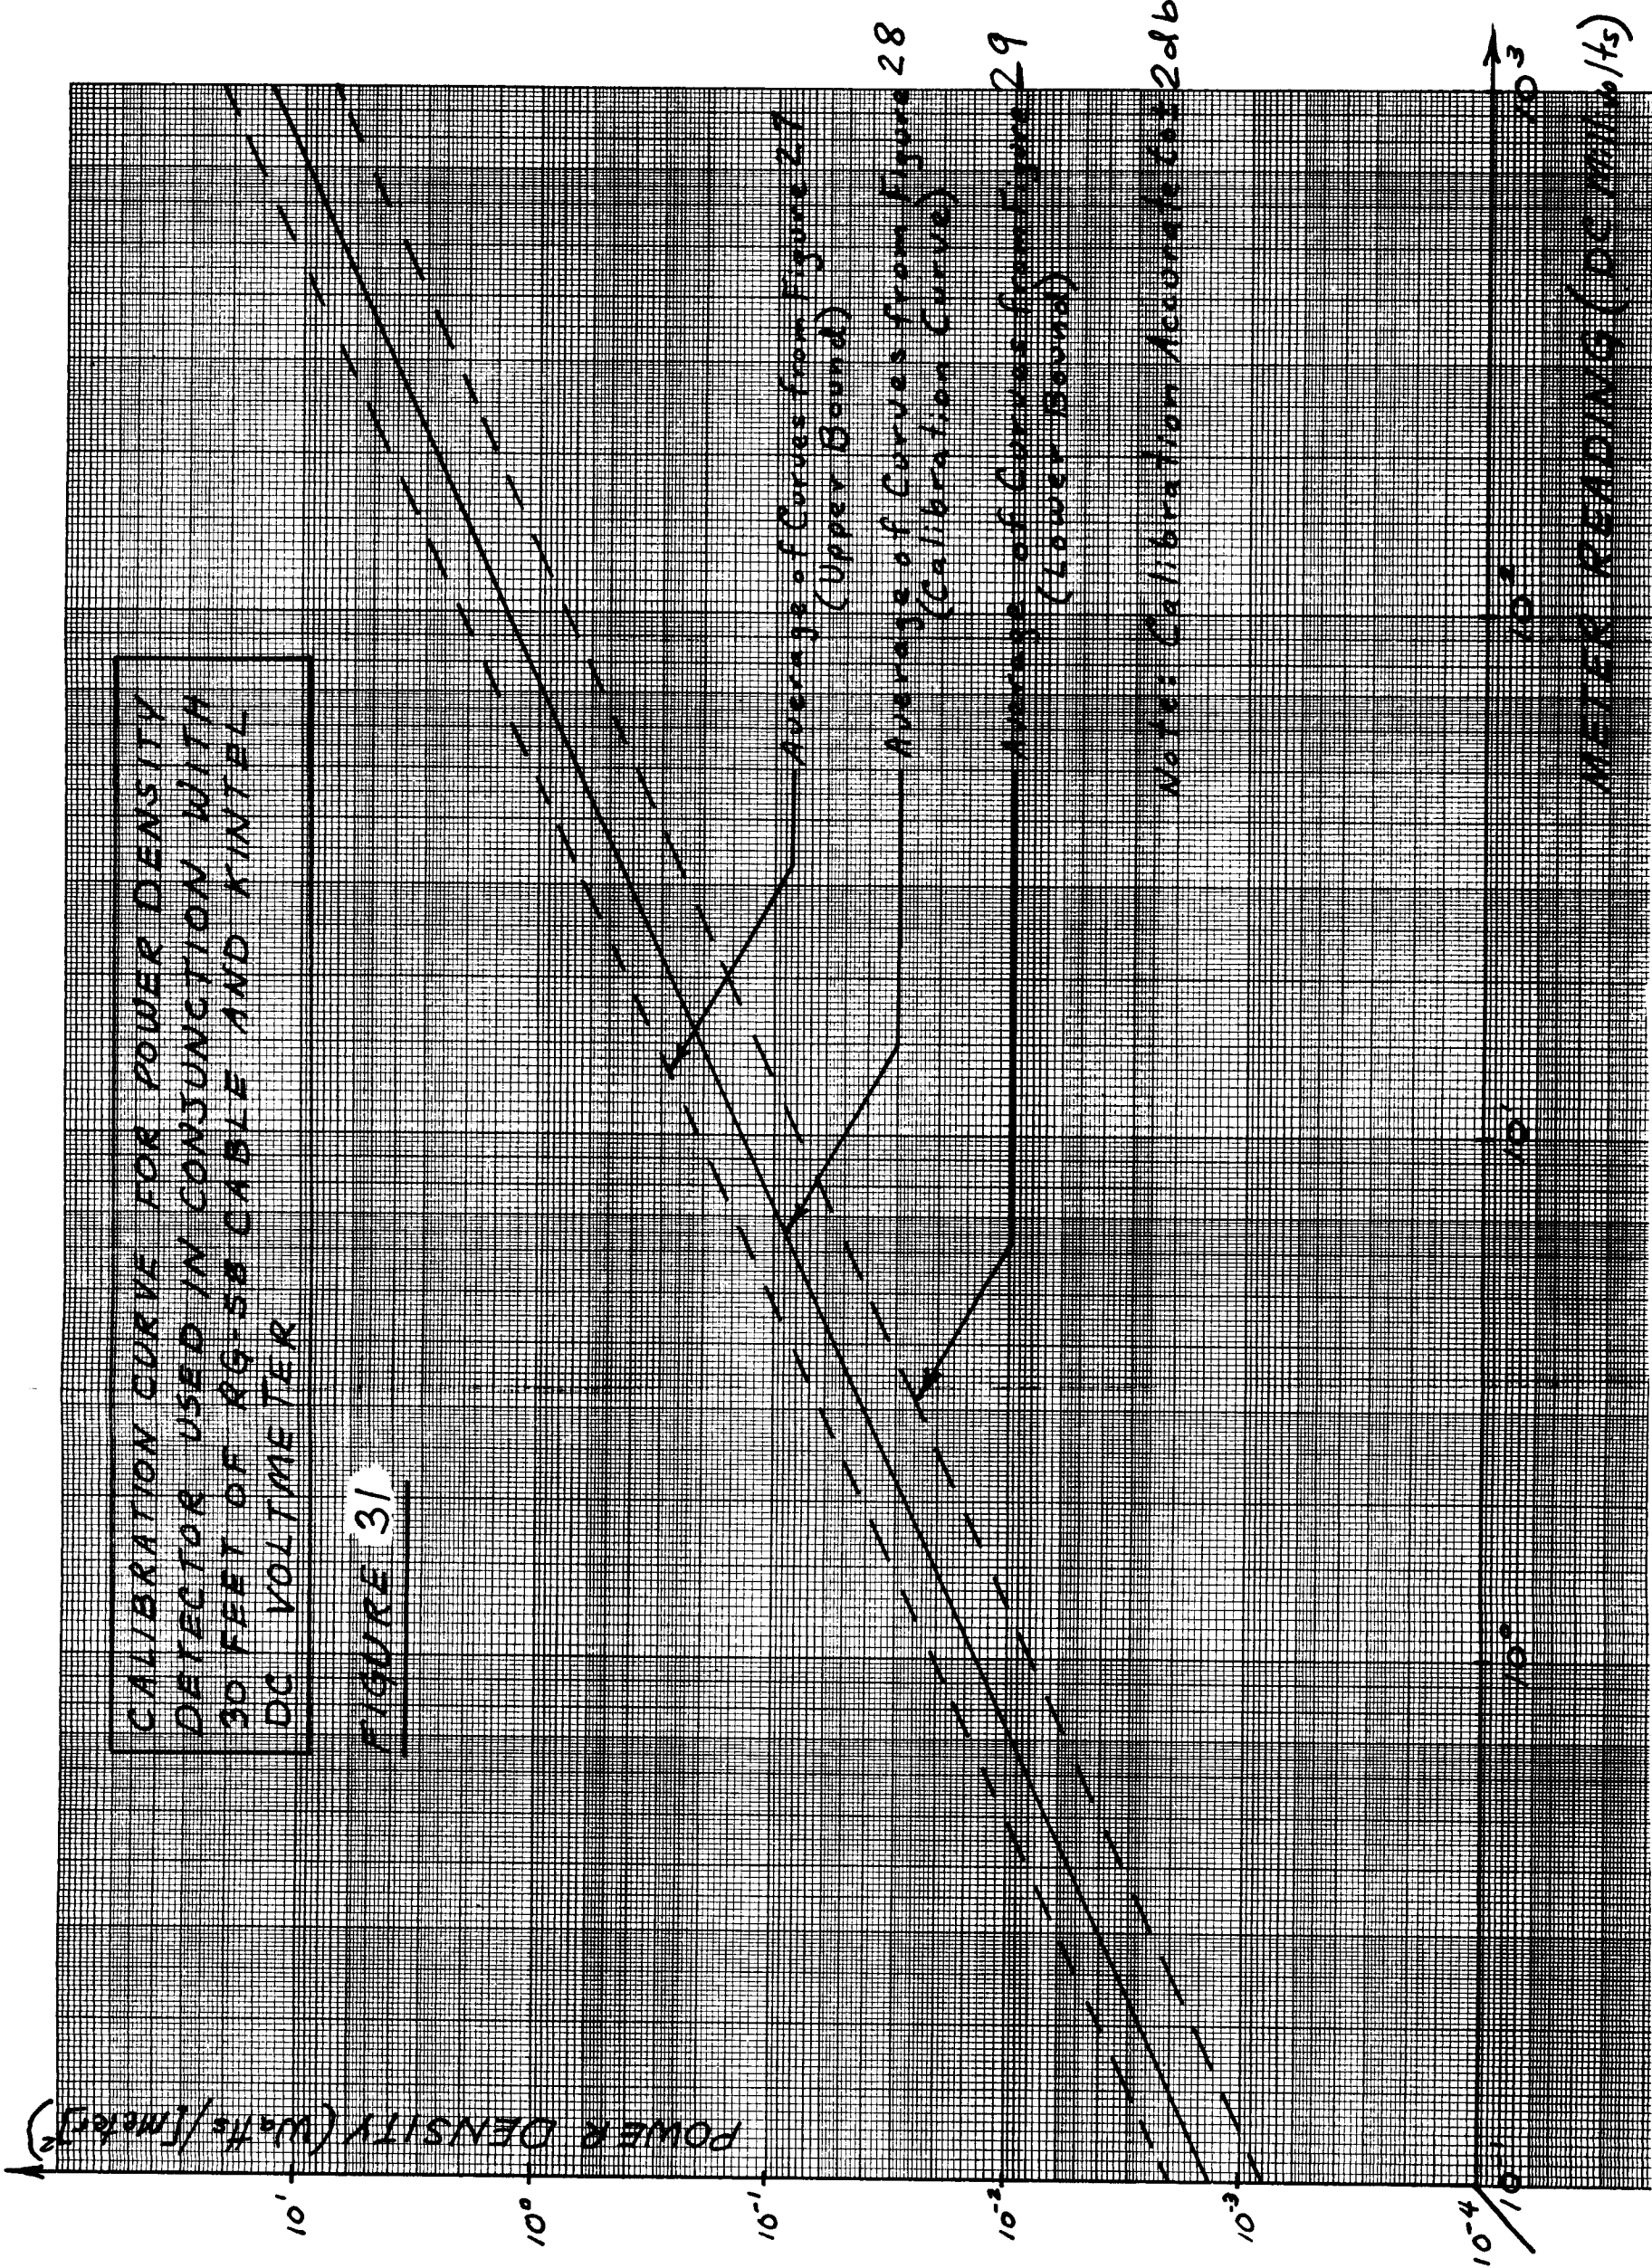 CALIBRATION CURVE FOR POWER DENSITY
DETECTOR USED IN CONJUNCTION WITH
30 FEET OF RG-58 CABLE AND KINTEL
DC VOLTMETER
FIGURE 31
POWER DENSITY (Watts/[meter]²)
10¹
10⁰
10⁻¹
10⁻²
10⁻³
10⁻⁴
Average of Curves from Figure 27
(Upper Bound)
Average of Curves from Figure 28
(Calibration Curve)
Average of Curves from Figure 29
(Lower Bound)
Note: Calibration Accurate to ± 2db
10⁻¹
10⁰
10¹
10²
10³
METER READING (DC Millivolts)